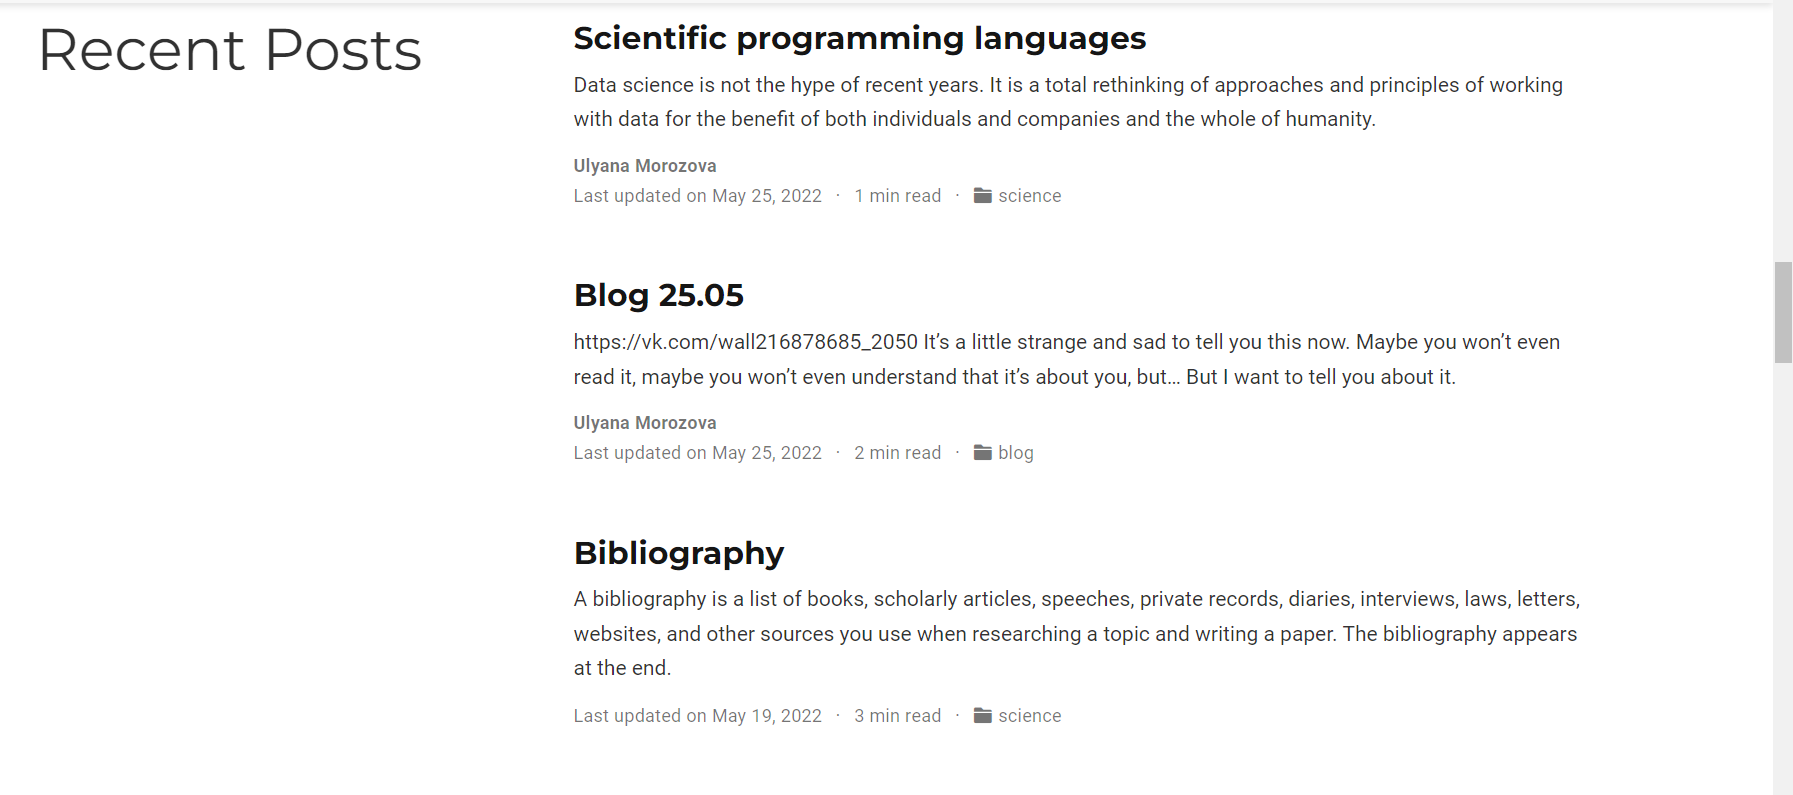 Recent Posts
Scientific programming languages
Data science is not the hype of recent years. It is a total rethinking of approaches and principles of working
with data for the benefit of both individuals and companies and the whole of humanity.
Ulyana Morozova
Last updated on May 25, 2022 · 1 min read · science
Blog 25.05
https://vk.com/wall216878685_2050 It’s a little strange and sad to tell you this now. Maybe you won’t even
read it, maybe you won’t even understand that it’s about you, but… But I want to tell you about it.
Ulyana Morozova
Last updated on May 25, 2022 · 2 min read · blog
Bibliography
A bibliography is a list of books, scholarly articles, speeches, private records, diaries, interviews, laws, letters,
websites, and other sources you use when researching a topic and writing a paper. The bibliography appears
at the end.
Last updated on May 19, 2022 · 3 min read · science